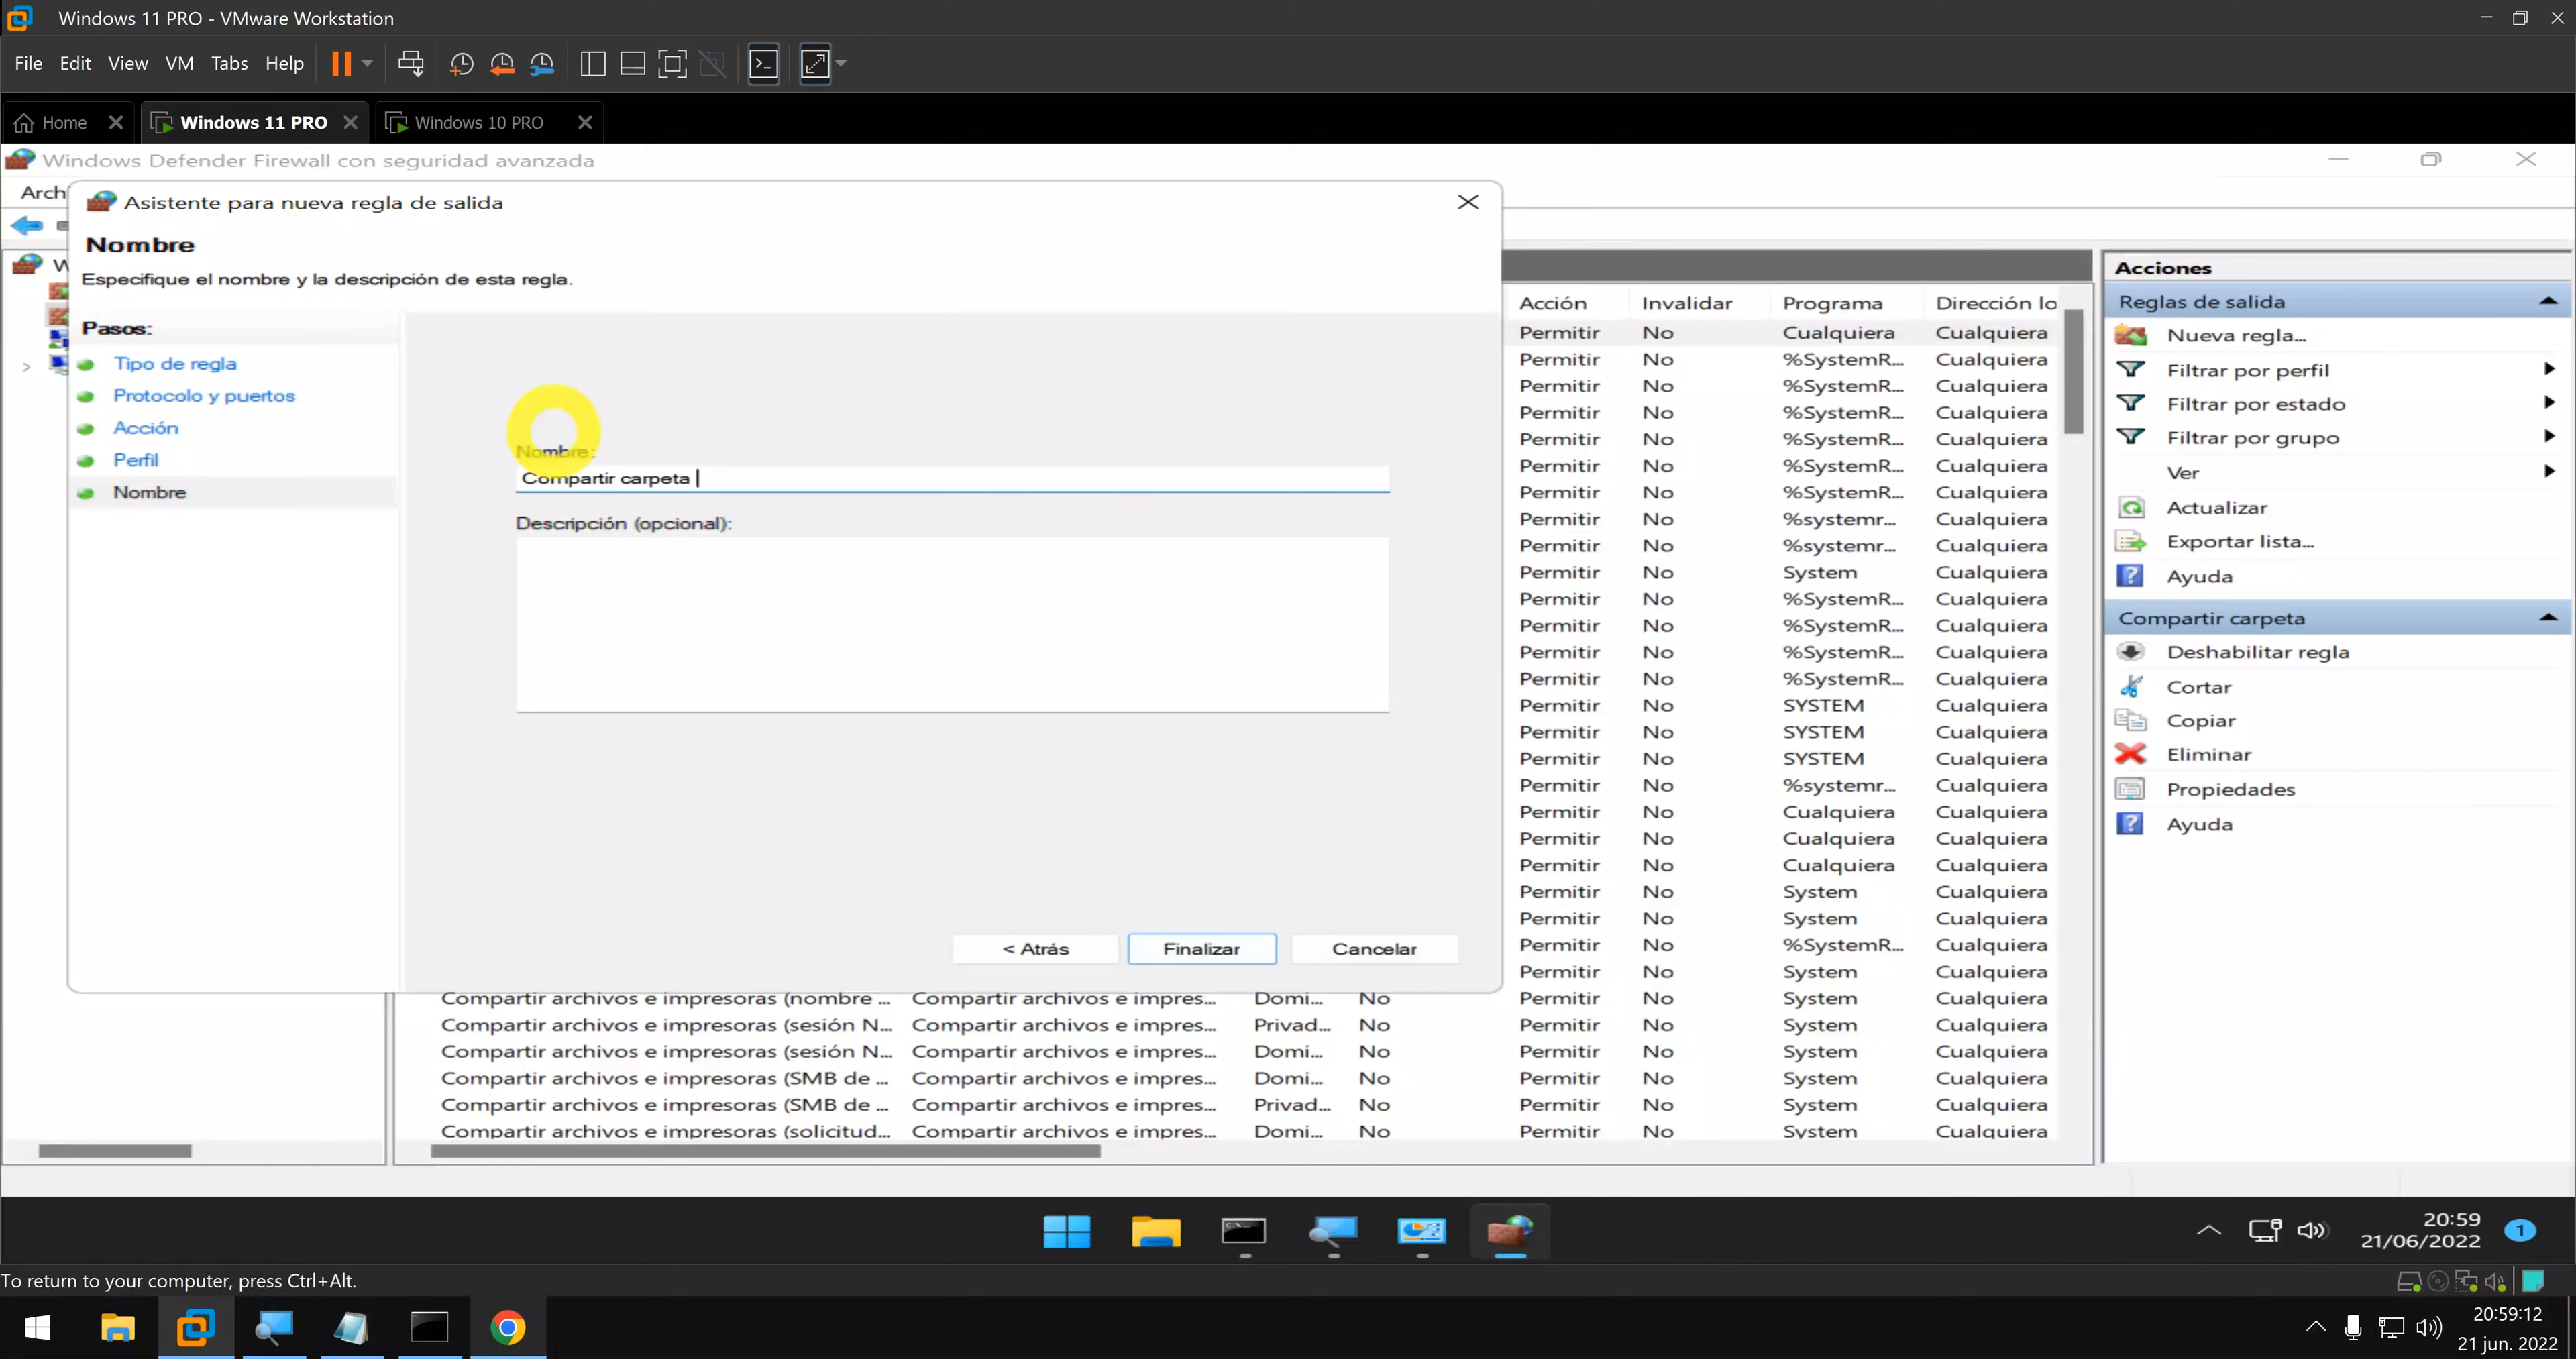 Windows 11 PRO - VMware Workstation
File Edit View VM Tabs Help
Home Windows 11 PRO Windows 10 PRO
Windows Defender Firewall con seguridad avanzada
Arch
Asistente para nueva regla de salida
Nombre
Especifique el nombre y la descripción de esta regla.
Pasos:
Tipo de regla
Protocolo y puertos
Acción
Perfil
Nombre
Nombre:
Compartir carpeta
Descripción (opcional):
< Atrás Finalizar Cancelar
Acción Invalidar Programa Dirección lo
Permitir No Cualquiera Cualquiera
Permitir No %SystemR... Cualquiera
Permitir No %SystemR... Cualquiera
Permitir No %SystemR... Cualquiera
Permitir No %SystemR... Cualquiera
Permitir No %SystemR... Cualquiera
Permitir No %SystemR... Cualquiera
Permitir No %systemr... Cualquiera
Permitir No %systemr... Cualquiera
Permitir No System Cualquiera
Permitir No %SystemR... Cualquiera
Permitir No %SystemR... Cualquiera
Permitir No %SystemR... Cualquiera
Permitir No %SystemR... Cualquiera
Permitir No SYSTEM Cualquiera
Permitir No SYSTEM Cualquiera
Permitir No SYSTEM Cualquiera
Permitir No %systemr... Cualquiera
Permitir No Cualquiera Cualquiera
Permitir No Cualquiera Cualquiera
Permitir No Cualquiera Cualquiera
Permitir No System Cualquiera
Permitir No System Cualquiera
Permitir No %SystemR... Cualquiera
Permitir No System Cualquiera
Compartir archivos e impresoras (nombre ... Compartir archivos e impres... Domi... No Permitir No System Cualquiera
Compartir archivos e impresoras (sesión N... Compartir archivos e impres... Privad... No Permitir No System Cualquiera
Compartir archivos e impresoras (sesión N... Compartir archivos e impres... Domi... No Permitir No System Cualquiera
Compartir archivos e impresoras (SMB de ... Compartir archivos e impres... Domi... No Permitir No System Cualquiera
Compartir archivos e impresoras (SMB de ... Compartir archivos e impres... Privad... No Permitir No System Cualquiera
Compartir archivos e impresoras (solicitud... Compartir archivos e impres... Domi... No Permitir No System Cualquiera
Acciones
Reglas de salida
Nueva regla...
Filtrar por perfil
Filtrar por estado
Filtrar por grupo
Ver
Actualizar
Exportar lista...
Ayuda
Compartir carpeta
Deshabilitar regla
Cortar
Copiar
Eliminar
Propiedades
Ayuda
20:59
21/06/2022
1
To return to your computer, press Ctrl+Alt.
20:59:12
21 jun. 2022